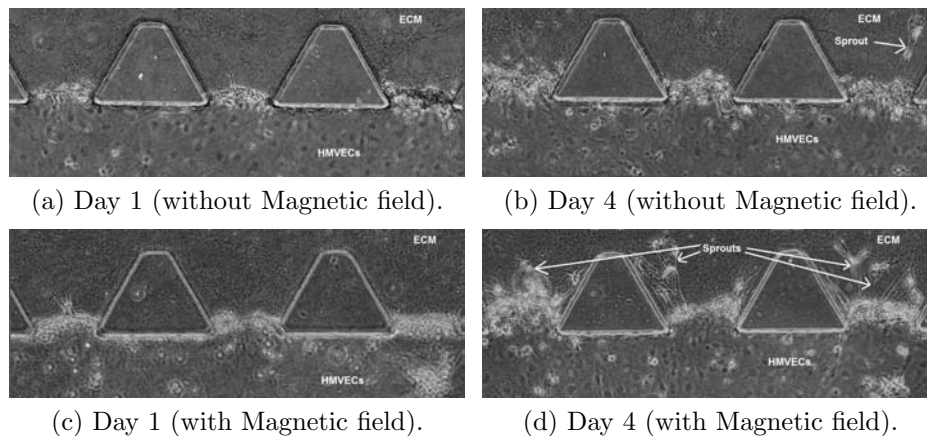 ECM
HMVECs
ECM
Sprout
HMVECs
(a) Day 1 (without Magnetic field).
(b) Day 4 (without Magnetic field).
ECM
HMVECs
ECM
Sprouts
HMVECs
(c) Day 1 (with Magnetic field).
(d) Day 4 (with Magnetic field).